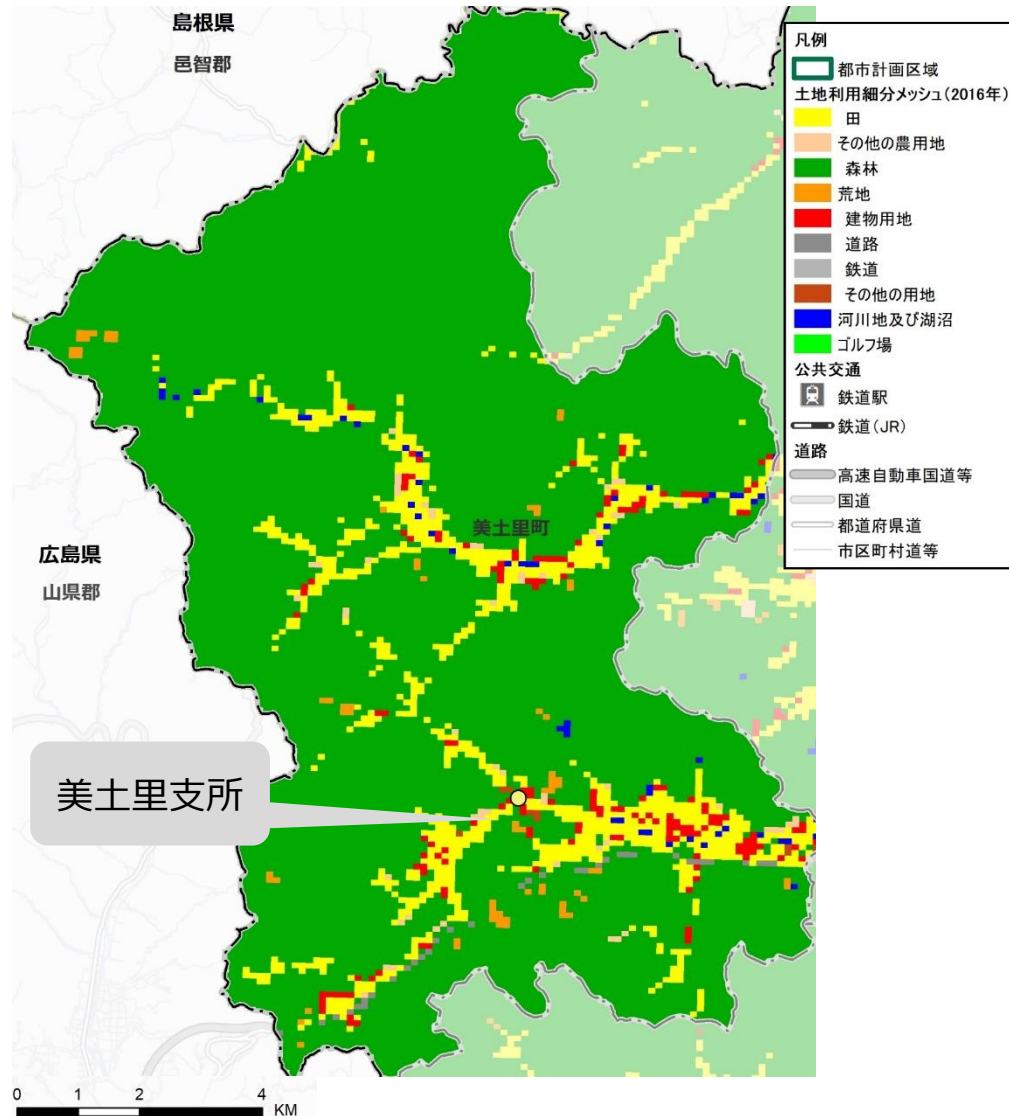 島根県
邑智郡
広島県
山県郡
美土里町
美土里支所
0 1 2 4
KM
凡例
都市計画区域
土地利用細分メッシュ(2016年)
田
その他の農用地
森林
荒地
建物用地
道路
鉄道
その他の用地
河川地及び湖沼
ゴルフ場
公共交通
鉄道駅
鉄道(JR)
道路
高速自動車国道等
国道
都道府県道
市区町村道等